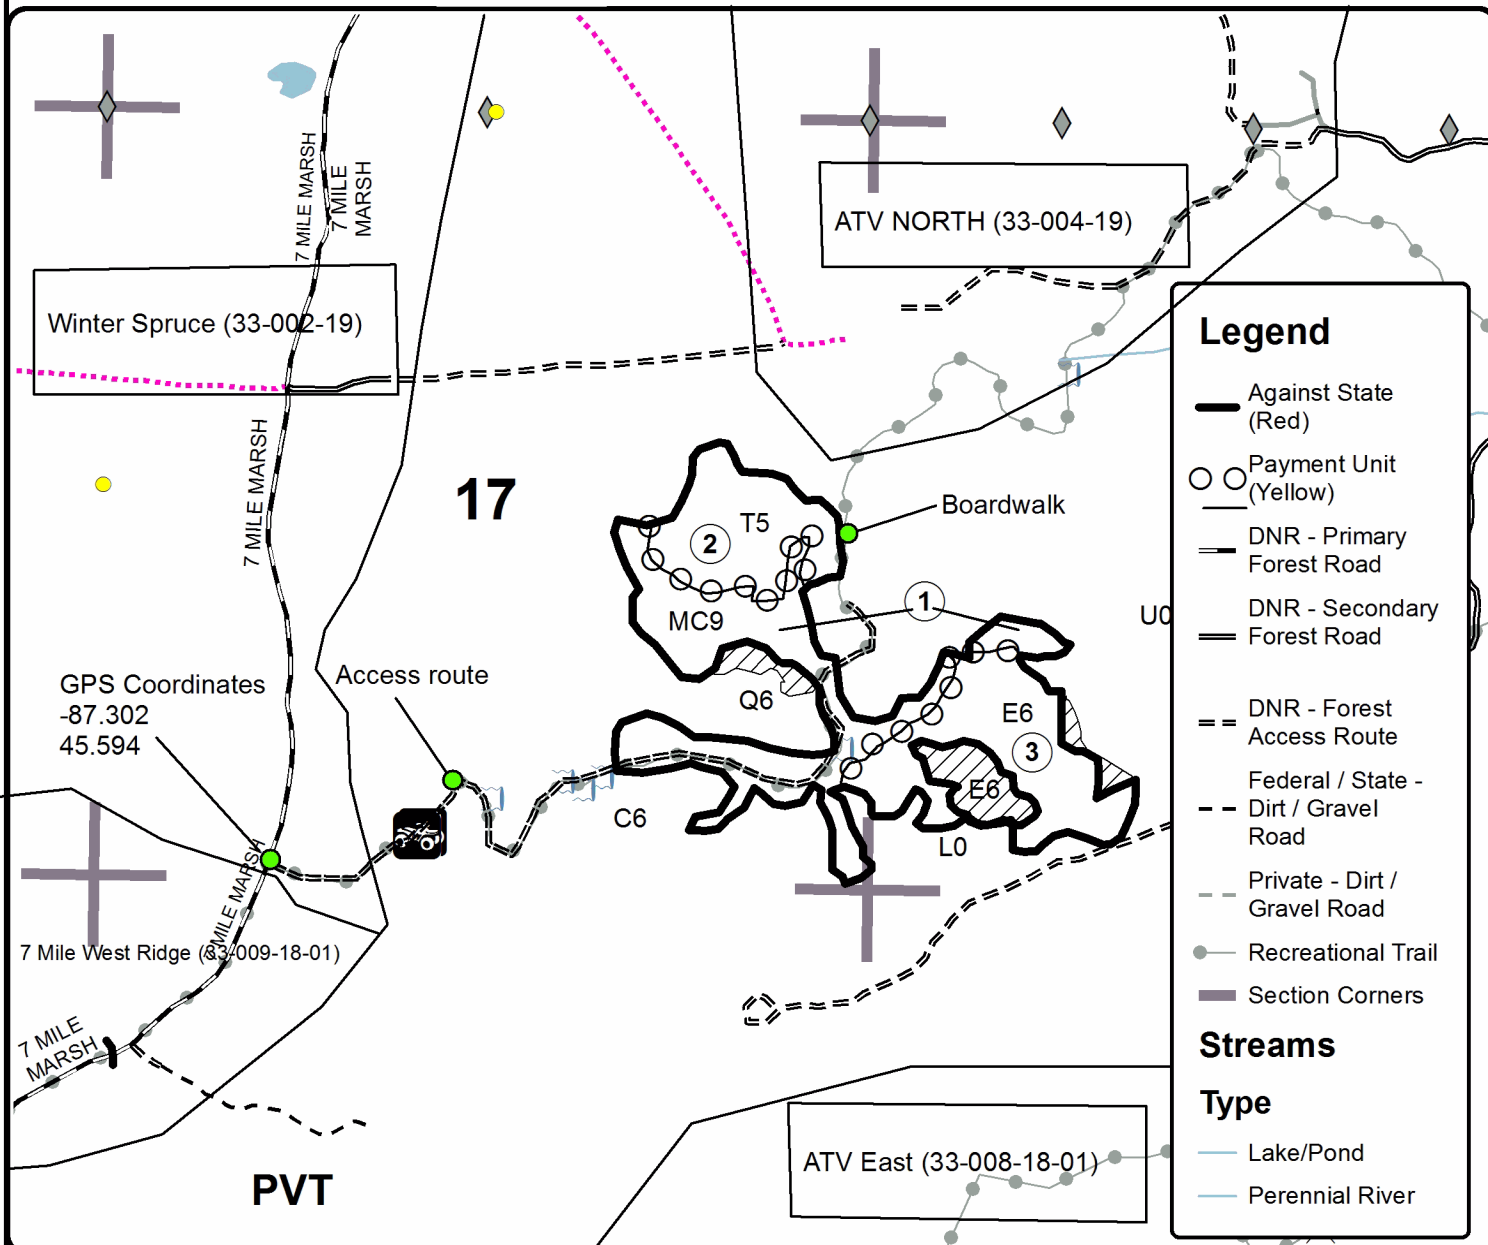 7 MILE MARSH
7 MILE
MARSH
ATV NORTH (33-004-19)
Winter Spruce (33-002-19)
7 MILE MARSH
17
Boardwalk
T5
2
1
MC9
U0
Access route
GPS Coordinates
-87.302
45.594
Q6
E6
3
E6
C6
L0
7 MILE MARSH
7 Mile West Ridge (33-009-18-01)
7 MILE
MARSH
PVT
ATV East (33-008-18-01)
Legend
Against State
(Red)
Payment Unit
(Yellow)
DNR - Primary
Forest Road
DNR - Secondary
Forest Road
DNR - Forest
Access Route
Federal / State -
Dirt / Gravel
Road
Private - Dirt /
Gravel Road
Recreational Trail
Section Corners
Streams
Type
Lake/Pond
Perennial River